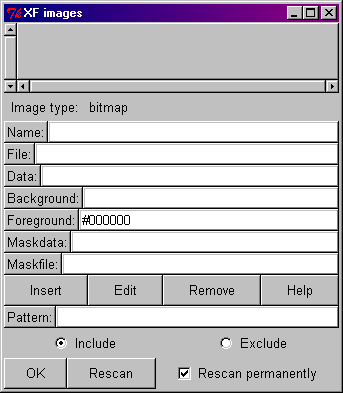 XF images
Image type: bitmap
Name:
File:
Data:
Background:
Foreground: #000000
Maskdata:
Maskfile:
Insert Edit Remove Help
Pattern:
Include Exclude
OK Rescan Rescan permanently